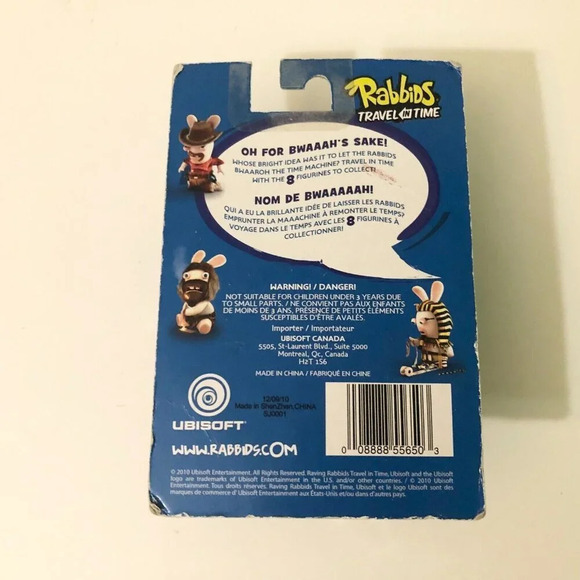 Rabbids
TRAVEL IN TIME
OH FOR BWAAAH'S SAKE!
WHOSE BRIGHT IDEA WAS IT TO LET THE RABBIDS
BWAAROH THE TIME MACHINE? TRAVEL IN TIME
WITH THE 8 FIGURINES TO COLLECT!
NOM DE BWAAAAAH!
QUI A EU LA BRILLANTE IDÉE DE LAISSER LES RABBIDS
EMPRUNTER LA MAAACHINE À REMONTER LE TEMPS?
VOYAGE DANS LE TEMPS AVEC LES 8 FIGURINES À
COLLECTIONNER!
WARNING! / DANGER!
NOT SUITABLE FOR CHILDREN UNDER 3 YEARS DUE
TO SMALL PARTS. / NE CONVIENT PAS AUX ENFANTS
DE MOINS DE 3 ANS, PRÉSENCE DE PETITS ÉLÉMENTS
SUSCEPTIBLES D'ÊTRE AVALÉS.
Importer / Importateur
UBISOFT CANADA
5505, St-Laurent Blvd., Suite 5000
Montreal, Qc, Canada
H2T 1S6
MADE IN CHINA / FABRIQUÉ EN CHINE
12/09/10
Made in ShenZhen,CHINA
SJ0001
UBISOFT
WWW.RABBIDS.COM
0 08888 55650 3
© 2010 Ubisoft Entertainment. All Rights Reserved. Raving Rabbids Travel in Time, Ubisoft and the Ubisoft
logo are trademarks of Ubisoft Entertainment in the U.S. and/or other countries. / © 2010 Ubisoft
Entertainment. Tous droits réservés. Raving Rabbids Travel in Time, Ubisoft et le logo Ubisoft sont des
marques de commerce d' Ubisoft Entertainment aux États-Unis et/ou dans d'autres pays.